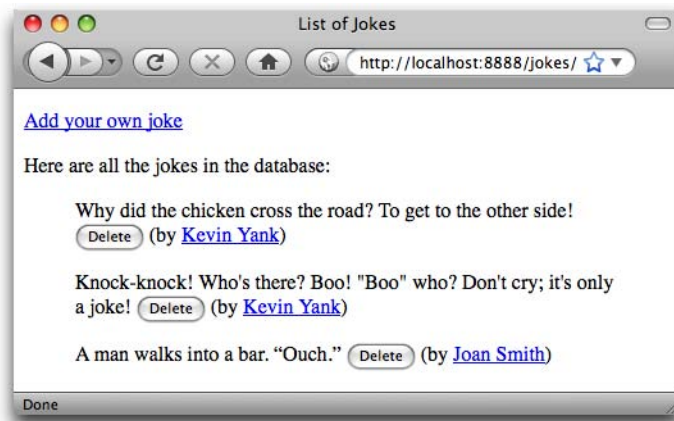 List of Jokes
http://localhost:8888/jokes/
Add your own joke
Here are all the jokes in the database:
Why did the chicken cross the road? To get to the other side!
Delete (by Kevin Yank)
Knock-knock! Who's there? Boo! "Boo" who? Don't cry; it's only
a joke! Delete (by Kevin Yank)
A man walks into a bar. “Ouch.” Delete (by Joan Smith)
Done